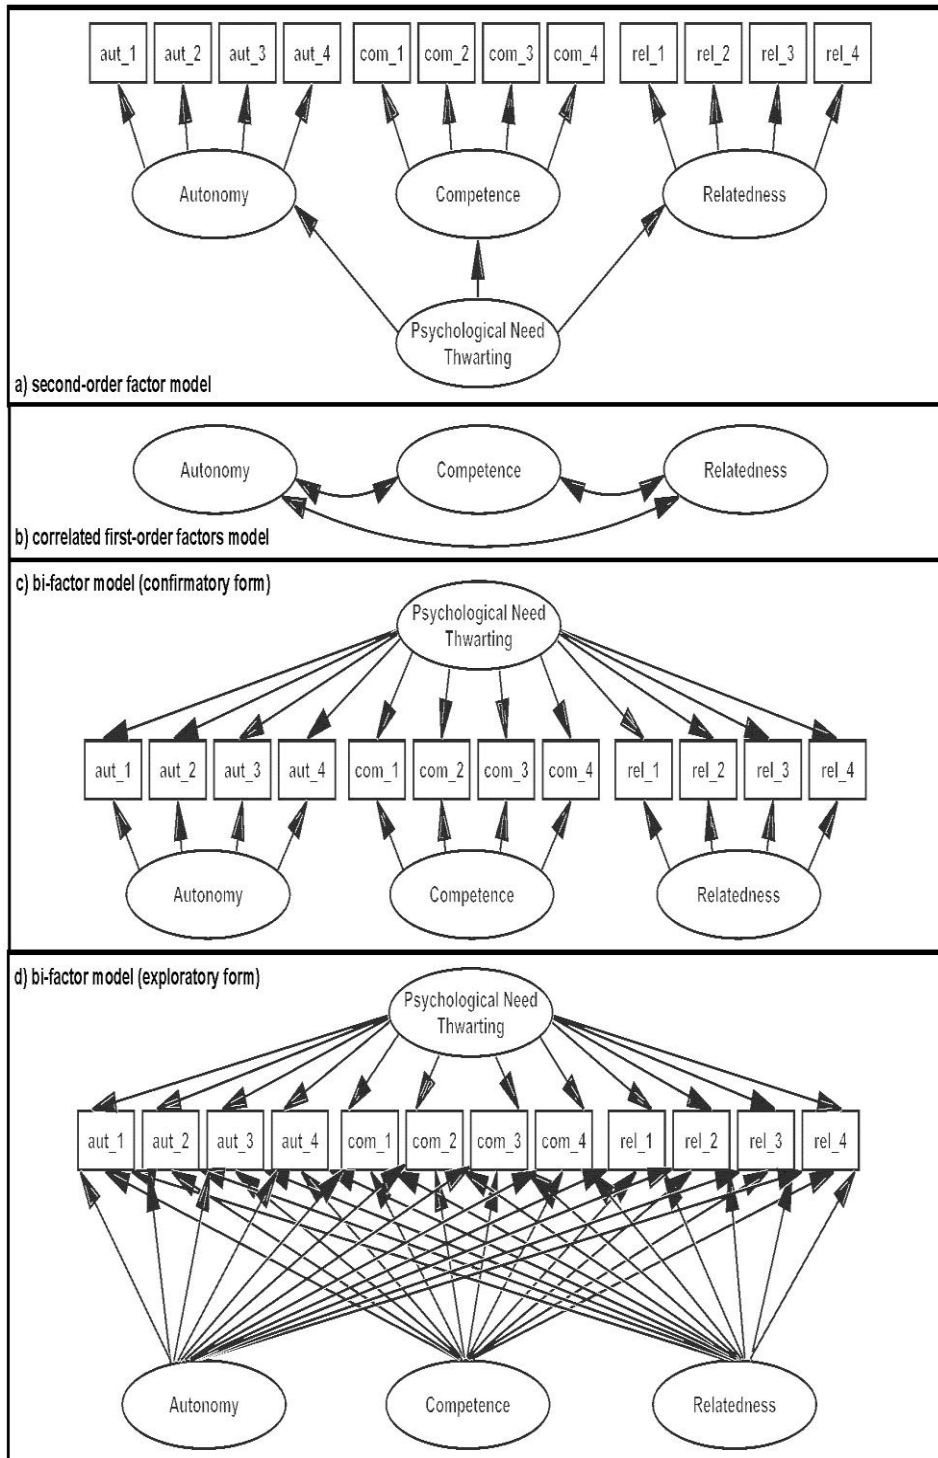 aut_1 aut_2 aut_3 aut_4 com_1 com_2 com_3 com_4 rel_1 rel_2 rel_3 rel_4
Autonomy Competence Relatedness
Psychological Need
Thwarting
a) second-order factor model
Autonomy Competence Relatedness
b) correlated first-order factors model
c) bi-factor model (confirmatory form)
Psychological Need
Thwarting
aut_1 aut_2 aut_3 aut_4 com_1 com_2 com_3 com_4 rel_1 rel_2 rel_3 rel_4
Autonomy Competence Relatedness
d) bi-factor model (exploratory form)
Psychological Need
Thwarting
aut_1 aut_2 aut_3 aut_4 com_1 com_2 com_3 com_4 rel_1 rel_2 rel_3 rel_4
Autonomy Competence Relatedness